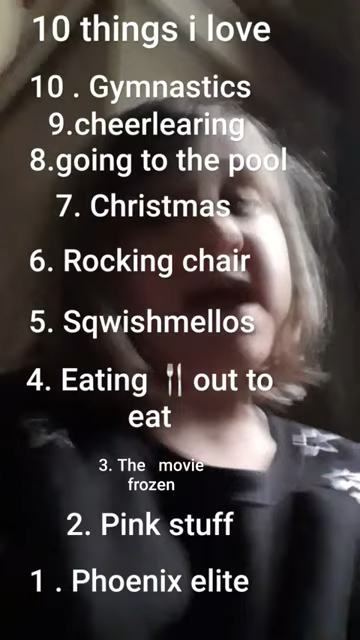 10 things i love
10 . Gymnastics
9.cheerlearing
8.going to the pool
7. Christmas
6. Rocking chair
5. Sqwishmellos
4. Eating 🍴 out to
eat
3. The movie
frozen
2. Pink stuff
1 . Phoenix elite